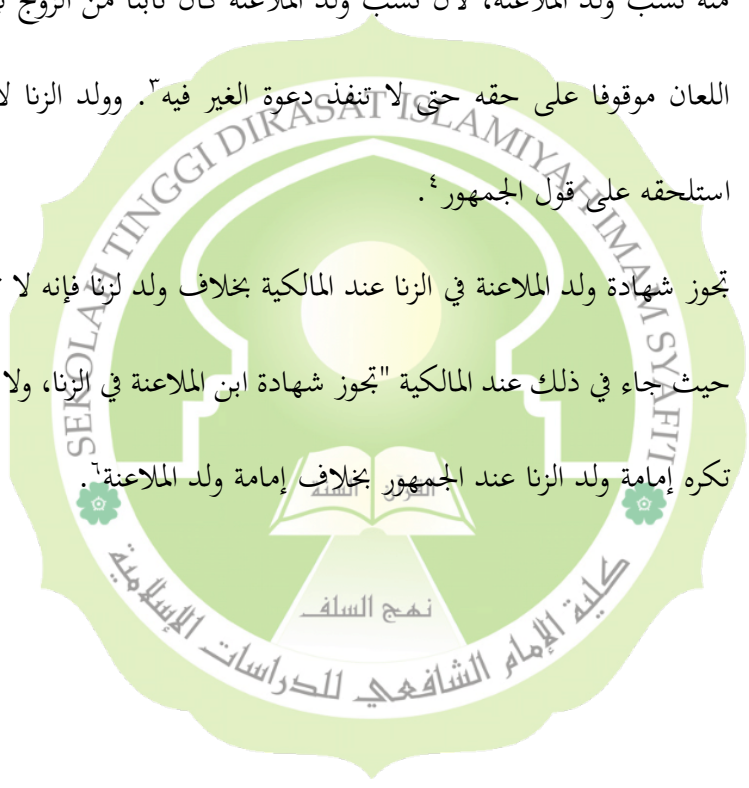 منه نسب ولد الملاعنة، لأن نسب ولد الملاعنة كان ثابتا من الزوج
اللعان موقوفا على حقه حتى لا تنفذ دعوة الغير فيه٣. وولد الزنا لا
استلحقه على قول الجمهور٤.
تجوز شهادة ولد الملاعنة في الزنا عند المالكية بخلاف ولد لزنا فإنه لا
حيث جاء في ذلك عند المالكية "تجوز شهادة ابن الملاعنة في الزنا، ولا
تكره إمامة ولد الزنا عند الجمهور بخلاف إمامة ولد الملاعنة٦.
SEKOLAH TINGGI DIRASAT ISLAMIYAH IMAM SYAFI'I
القرآن السنة
نهج السلف
كلية الإمام الشافعي للدراسات الإسلامية